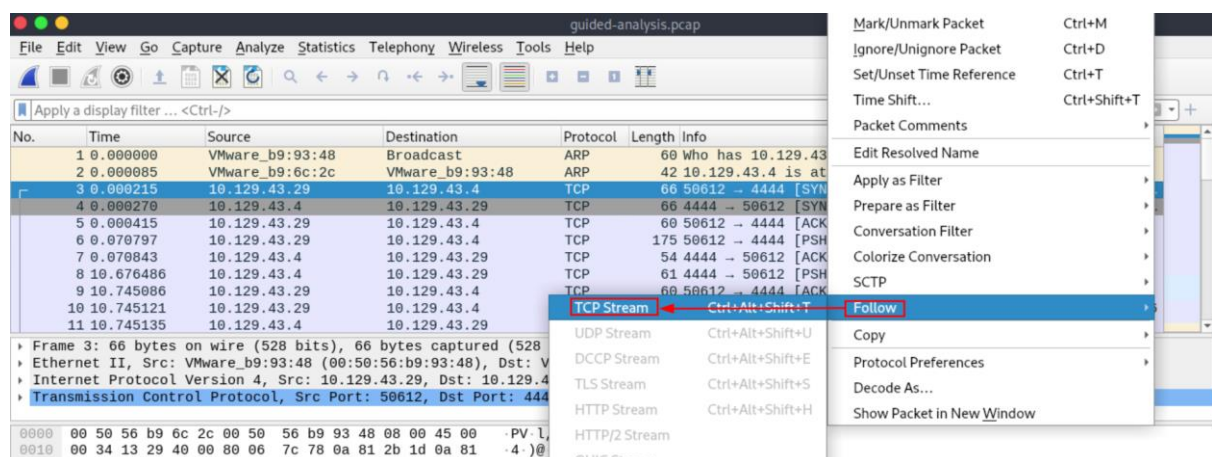 guided-analysis.pcap
File Edit View Go Capture Analyze Statistics Telephony Wireless Tools Help
Apply a display filter ... <Ctrl-/>
No. Time Source Destination Protocol Length Info
1 0.000000 VMware_b9:93:48 Broadcast ARP 60 Who has 10.129.43
2 0.000085 VMware_b9:6c:2c VMware_b9:93:48 ARP 42 10.129.43.4 is at
3 0.000215 10.129.43.29 10.129.43.4 TCP 66 50612 → 4444 [SYN
4 0.000270 10.129.43.4 10.129.43.29 TCP 66 4444 → 50612 [SYN
5 0.000415 10.129.43.29 10.129.43.4 TCP 60 50612 → 4444 [ACK
6 0.070797 10.129.43.29 10.129.43.4 TCP 175 50612 → 4444 [PSH
7 0.070843 10.129.43.4 10.129.43.29 TCP 54 4444 → 50612 [ACK
8 10.676486 10.129.43.4 10.129.43.29 TCP 61 4444 → 50612 [PSH
9 10.745086 10.129.43.29 10.129.43.4 TCP 60 50612 → 4444 [ACK
10 10.745121 10.129.43.29 10.129.43.4
11 10.745135 10.129.43.4 10.129.43.29
Frame 3: 66 bytes on wire (528 bits), 66 bytes captured (528
Ethernet II, Src: VMware_b9:93:48 (00:50:56:b9:93:48), Dst: V
Internet Protocol Version 4, Src: 10.129.43.29, Dst: 10.129.4
Transmission Control Protocol, Src Port: 50612, Dst Port: 444
0000 00 50 56 b9 6c 2c 00 50 56 b9 93 48 08 00 45 00 ·PV·l,
0010 00 34 13 29 40 00 80 06 7c 78 0a 81 2b 1d 0a 81 ·4·)@
Mark/Unmark Packet Ctrl+M
Ignore/Unignore Packet Ctrl+D
Set/Unset Time Reference Ctrl+T
Time Shift... Ctrl+Shift+T
Packet Comments
Edit Resolved Name
Apply as Filter
Prepare as Filter
Conversation Filter
Colorize Conversation
SCTP
Follow
Copy
Protocol Preferences
Decode As...
Show Packet in New Window
TCP Stream Ctrl+Alt+Shift+T
UDP Stream Ctrl+Alt+Shift+U
DCCP Stream Ctrl+Alt+Shift+E
TLS Stream Ctrl+Alt+Shift+S
HTTP Stream Ctrl+Alt+Shift+H
HTTP/2 Stream